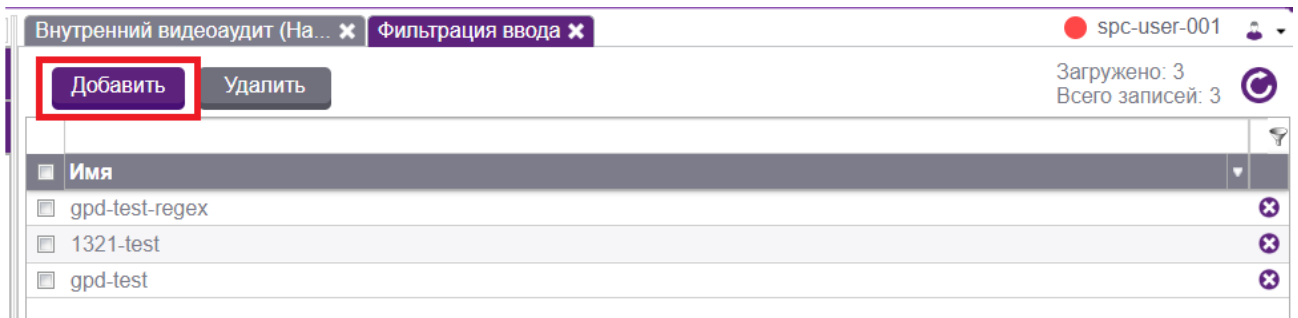 Внутренний видеоаудит (На... Фильтрация ввода spc-user-001
Добавить Удалить Загружено: 3
Всего записей: 3
Имя
gpd-test-regex
1321-test
gpd-test